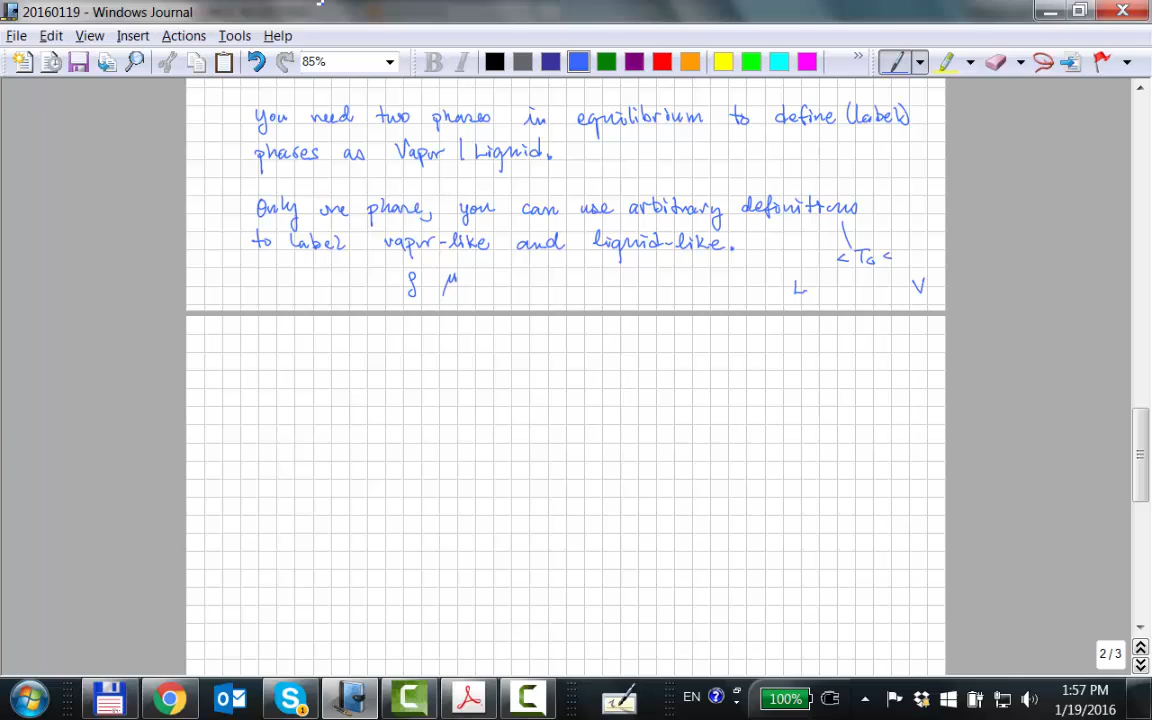 20160119 - Windows Journal
File Edit View Insert Actions Tools Help
85%
You need two phases in equilibrium to define (label)
phases as Vapor | Liquid.
Only one phase, you can use arbitrary definitions
to label vapor-like and liquid-like.
< Tc <
ρ μ
L V
2 / 3
EN
100%
1:57 PM
1/19/2016